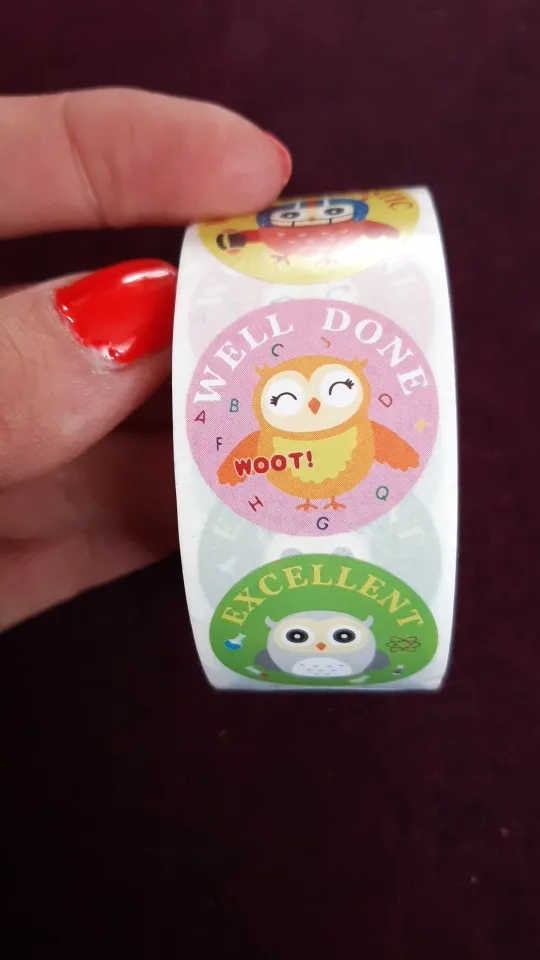 WELL DONE
C
A B D
F
WOOT!
H Q
G
EXCELLENT